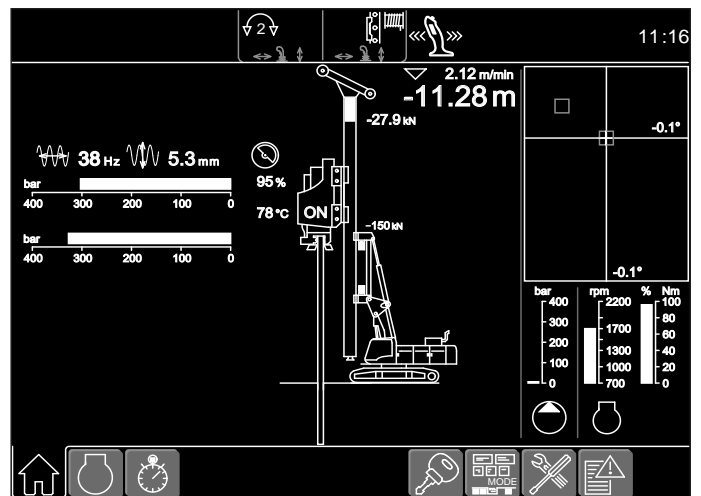 2
11:16
2.12 m/min
-11.28 m
-27.9 kN
-0.1°
38 Hz 5.3 mm
95 %
bar
400 300 200 100 0
78 °C ON
-150 kN
bar
400 300 200 100 0
-0.1°
bar rpm % Nm
400 2200 100
300 1700 80
200 1300 60
100 1000 40
0 700 20
0
MODE